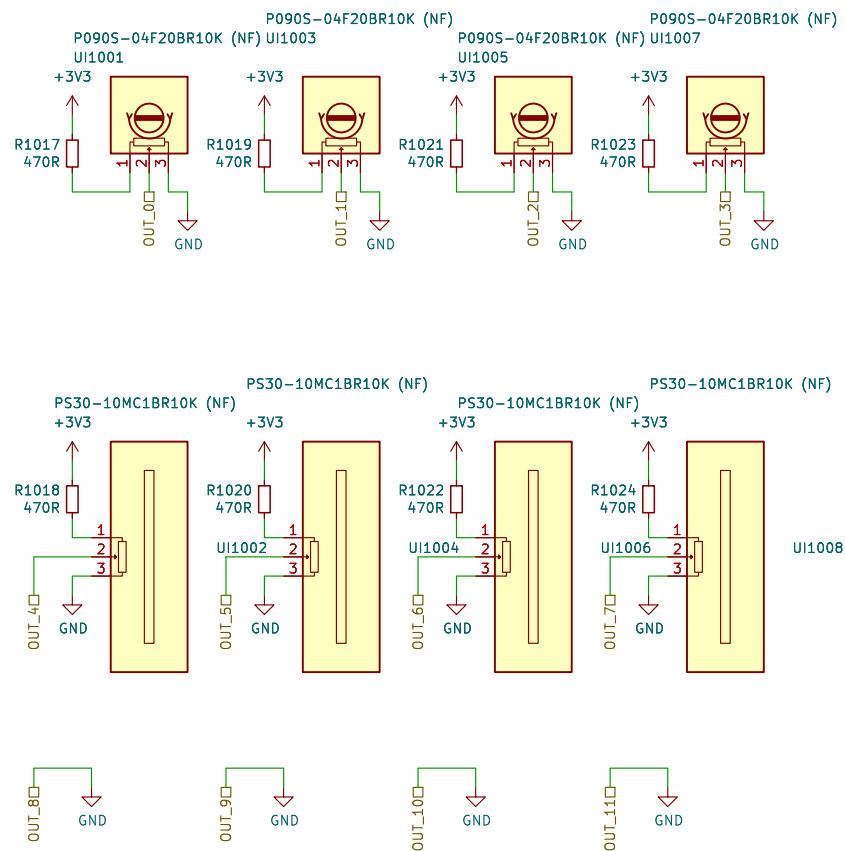 P090S-04F20BR10K (NF)
UI1001
+3V3
R1017
470R
1
2
3
OUT_0
GND
P090S-04F20BR10K (NF)
UI1003
+3V3
R1019
470R
1
2
3
OUT_1
GND
P090S-04F20BR10K (NF)
UI1005
+3V3
R1021
470R
1
2
3
OUT_2
GND
P090S-04F20BR10K (NF)
UI1007
+3V3
R1023
470R
1
2
3
OUT_3
GND
PS30-10MC1BR10K (NF)
+3V3
R1018
470R
1
2
3
UI1002
OUT_4
GND
PS30-10MC1BR10K (NF)
+3V3
R1020
470R
1
2
3
UI1004
OUT_5
GND
PS30-10MC1BR10K (NF)
+3V3
R1022
470R
1
2
3
UI1006
OUT_6
GND
PS30-10MC1BR10K (NF)
+3V3
R1024
470R
1
2
3
UI1008
OUT_7
GND
OUT_8
GND
OUT_9
GND
OUT_10
GND
OUT_11
GND